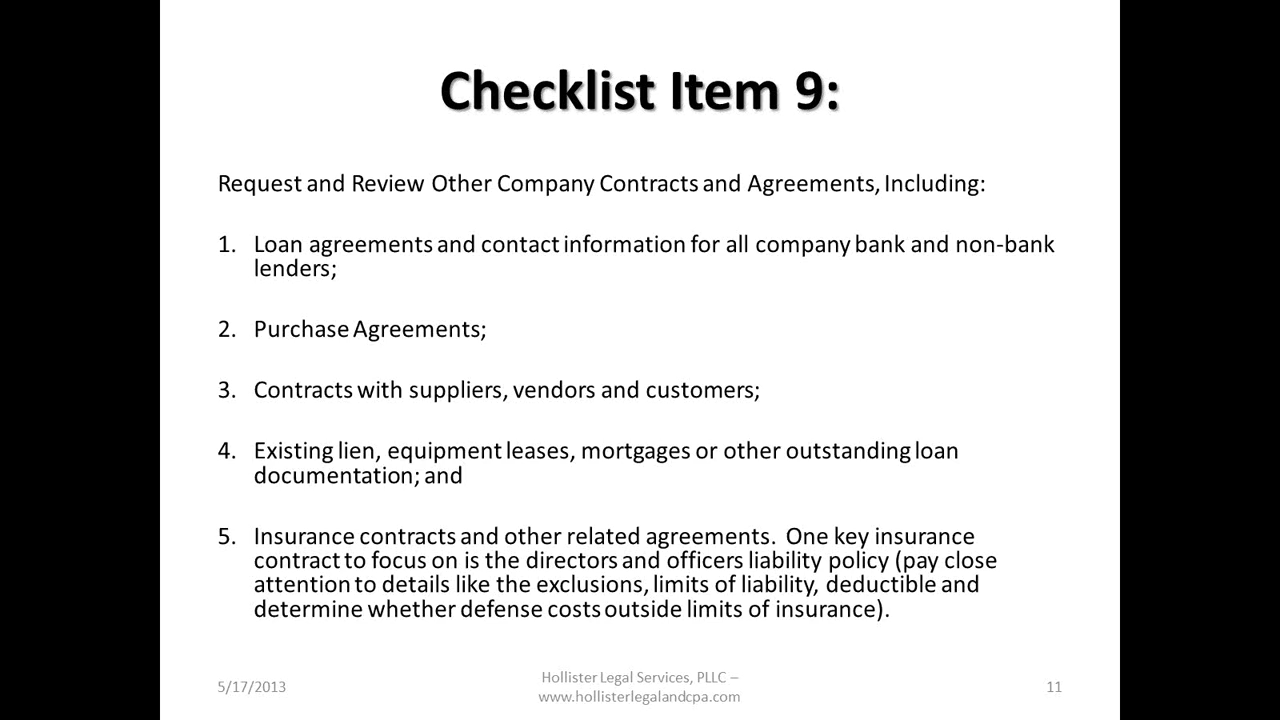 Checklist Item 9:
Request and Review Other Company Contracts and Agreements, Including:
1. Loan agreements and contact information for all company bank and non-bank
lenders;
2. Purchase Agreements;
3. Contracts with suppliers, vendors and customers;
4. Existing lien, equipment leases, mortgages or other outstanding loan
documentation; and
5. Insurance contracts and other related agreements.  One key insurance
contract to focus on is the directors and officers liability policy (pay close
attention to details like the exclusions, limits of liability, deductible and
determine whether defense costs outside limits of insurance).
5/17/2013
Hollister Legal Services, PLLC –
www.hollisterlegalandcpa.com
11